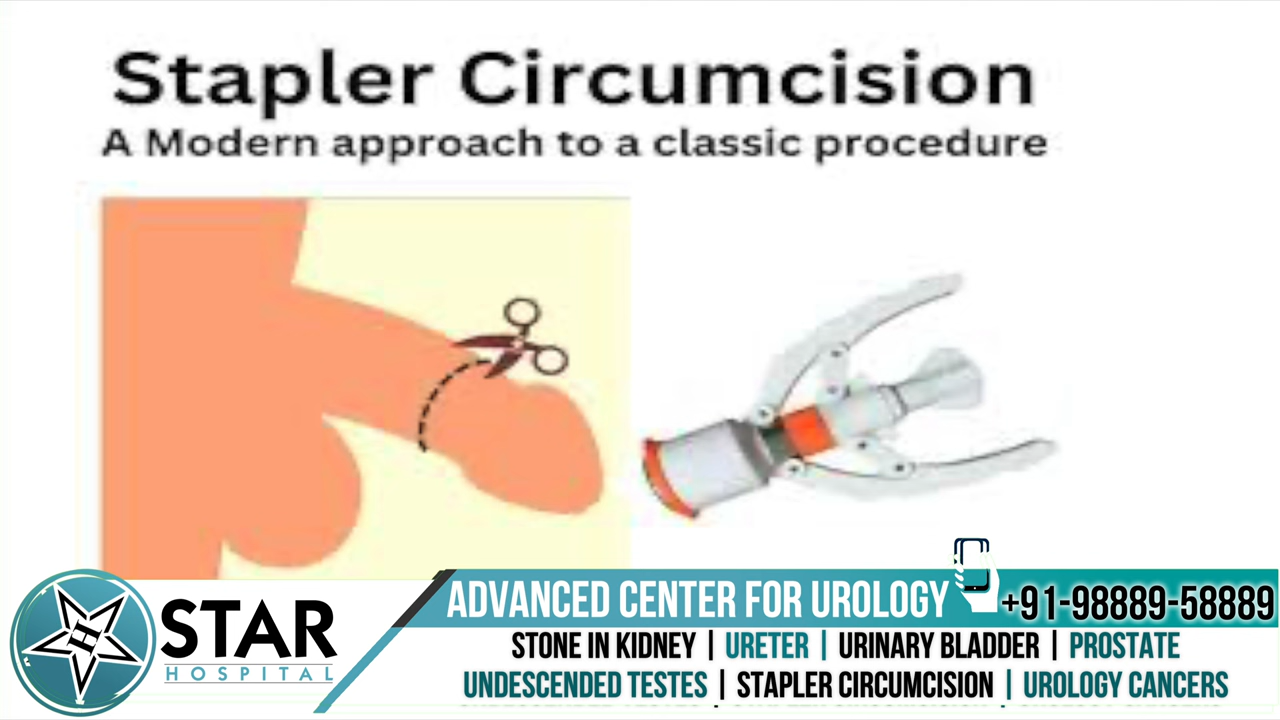 Stapler Circumcision
A Modern approach to a classic procedure
STAR
HOSPITAL
H
ADVANCED CENTER FOR UROLOGY
+91-98889-58889
STONE IN KIDNEY | URETER | URINARY BLADDER | PROSTATE
UNDESCENDED TESTES | STAPLER CIRCUMCISION | UROLOGY CANCERS